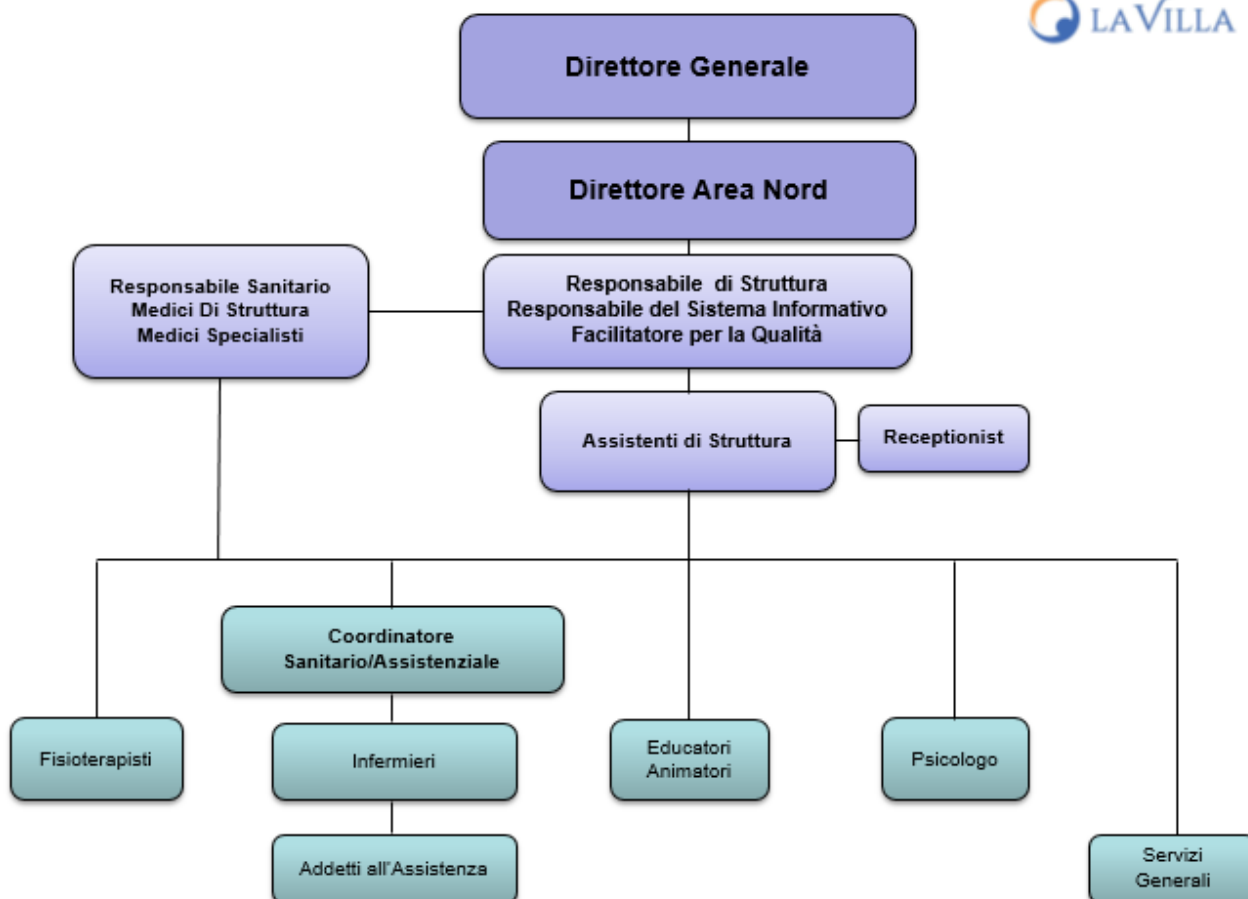 LA VILLA
Direttore Generale
Direttore Area Nord
Responsabile Sanitario
Medici Di Struttura
Medici Specialisti
Responsabile di Struttura
Responsabile del Sistema Informativo
Facilitatore per la Qualità
Assistenti di Struttura
Receptionist
Coordinatore
Sanitario/Assistenziale
Fisioterapisti
Infermieri
Educatori
Animatori
Psicologo
Addetti all'Assistenza
Servizi
Generali